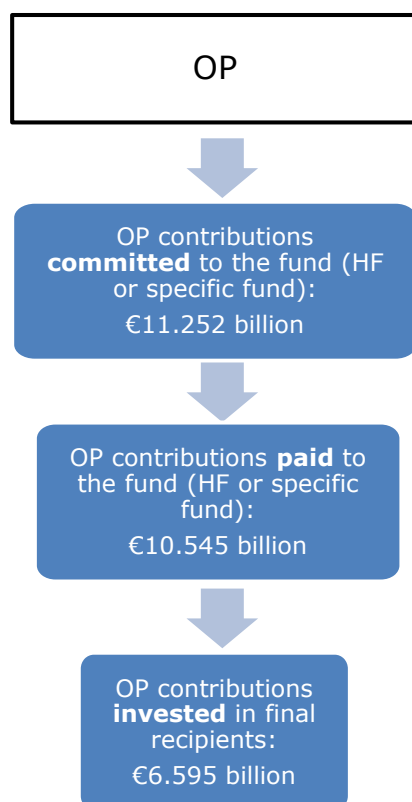 OP
OP contributions
committed to the fund (HF
or specific fund):
€11.252 billion
OP contributions paid to
the fund (HF or specific
fund):
€10.545 billion
OP contributions
invested in final
recipients:
€6.595 billion